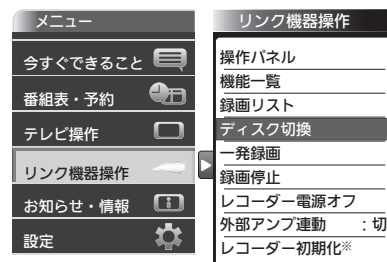 メニュー
今すぐできること
番組表・予約
テレビ操作
リンク機器操作
お知らせ・情報
設定
リンク機器操作
操作パネル
機能一覧
録画リスト
ディスク切換
一発録画
録画停止
レコーダー電源オフ
外部アンプ連動 :切
レコーダー初期化※